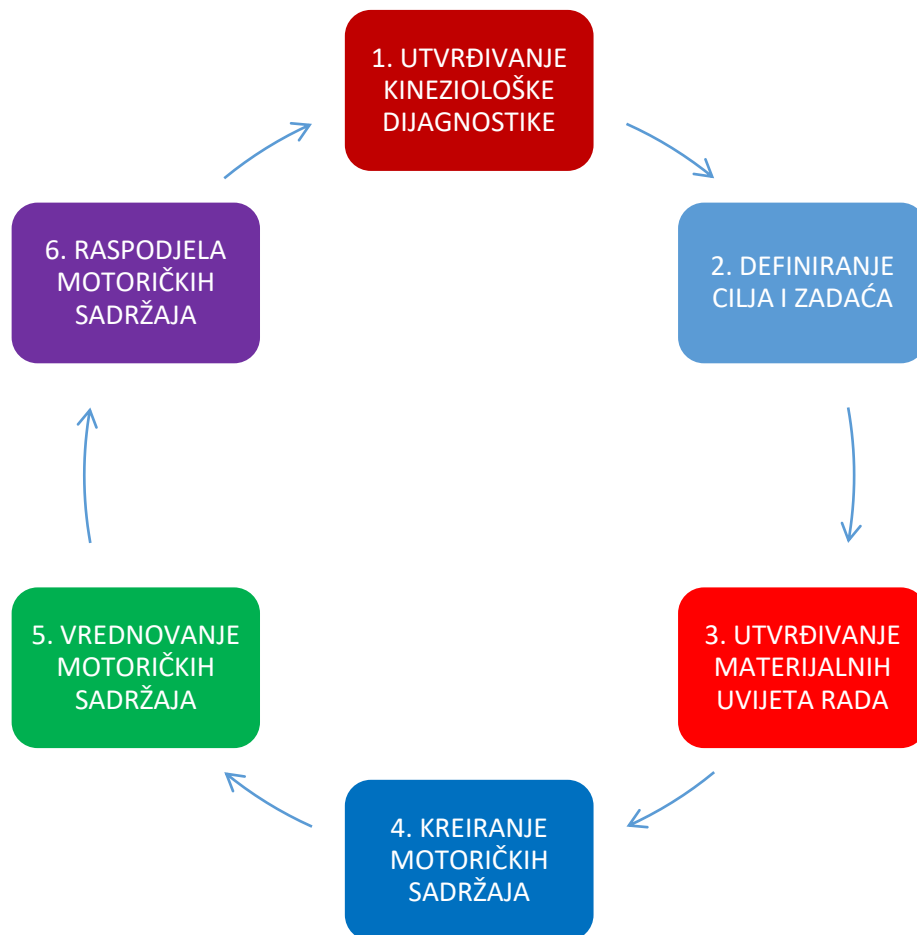 1. UTVRĐIVANJE
KINEZIOLOŠKE
DIJAGNOSTIKE
2. DEFINIRANJE
CILJA I ZADAĆA
3. UTVRĐIVANJE
MATERIJALNIH
UVIJETA RADA
4. KREIRANJE
MOTORIČKIH
SADRŽAJA
5. VREDNOVANJE
MOTORIČKIH
SADRŽAJA
6. RASPODJELA
MOTORIČKIH
SADRŽAJA